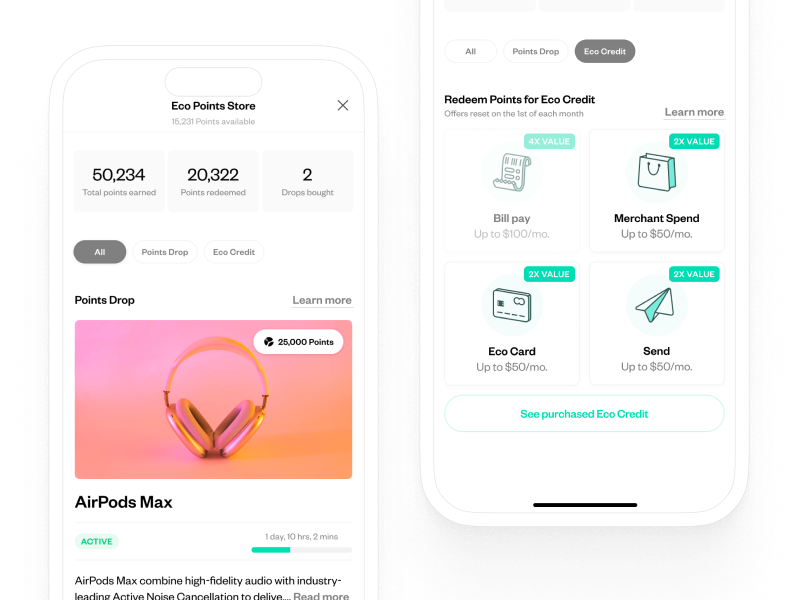 Eco Points Store
15,231 Points available
50,234
Total points earned
20,322
Points redeemed
2
Drops bought
All
Points Drop
Eco Credit
Points Drop
Learn more
25,000 Points
AirPods Max
ACTIVE
1 day, 10 hrs, 2 mins
AirPods Max combine high-fidelity audio with industry-
leading Active Noise Cancellation to delive... Read more
All
Points Drop
Eco Credit
Redeem Points for Eco Credit
Offers reset on the 1st of each month
Learn more
4X VALUE
Bill pay
Up to $100/mo.
2X VALUE
Merchant Spend
Up to $50/mo.
2X VALUE
Eco Card
Up to $50/mo.
2X VALUE
Send
Up to $50/mo.
See purchased Eco Credit